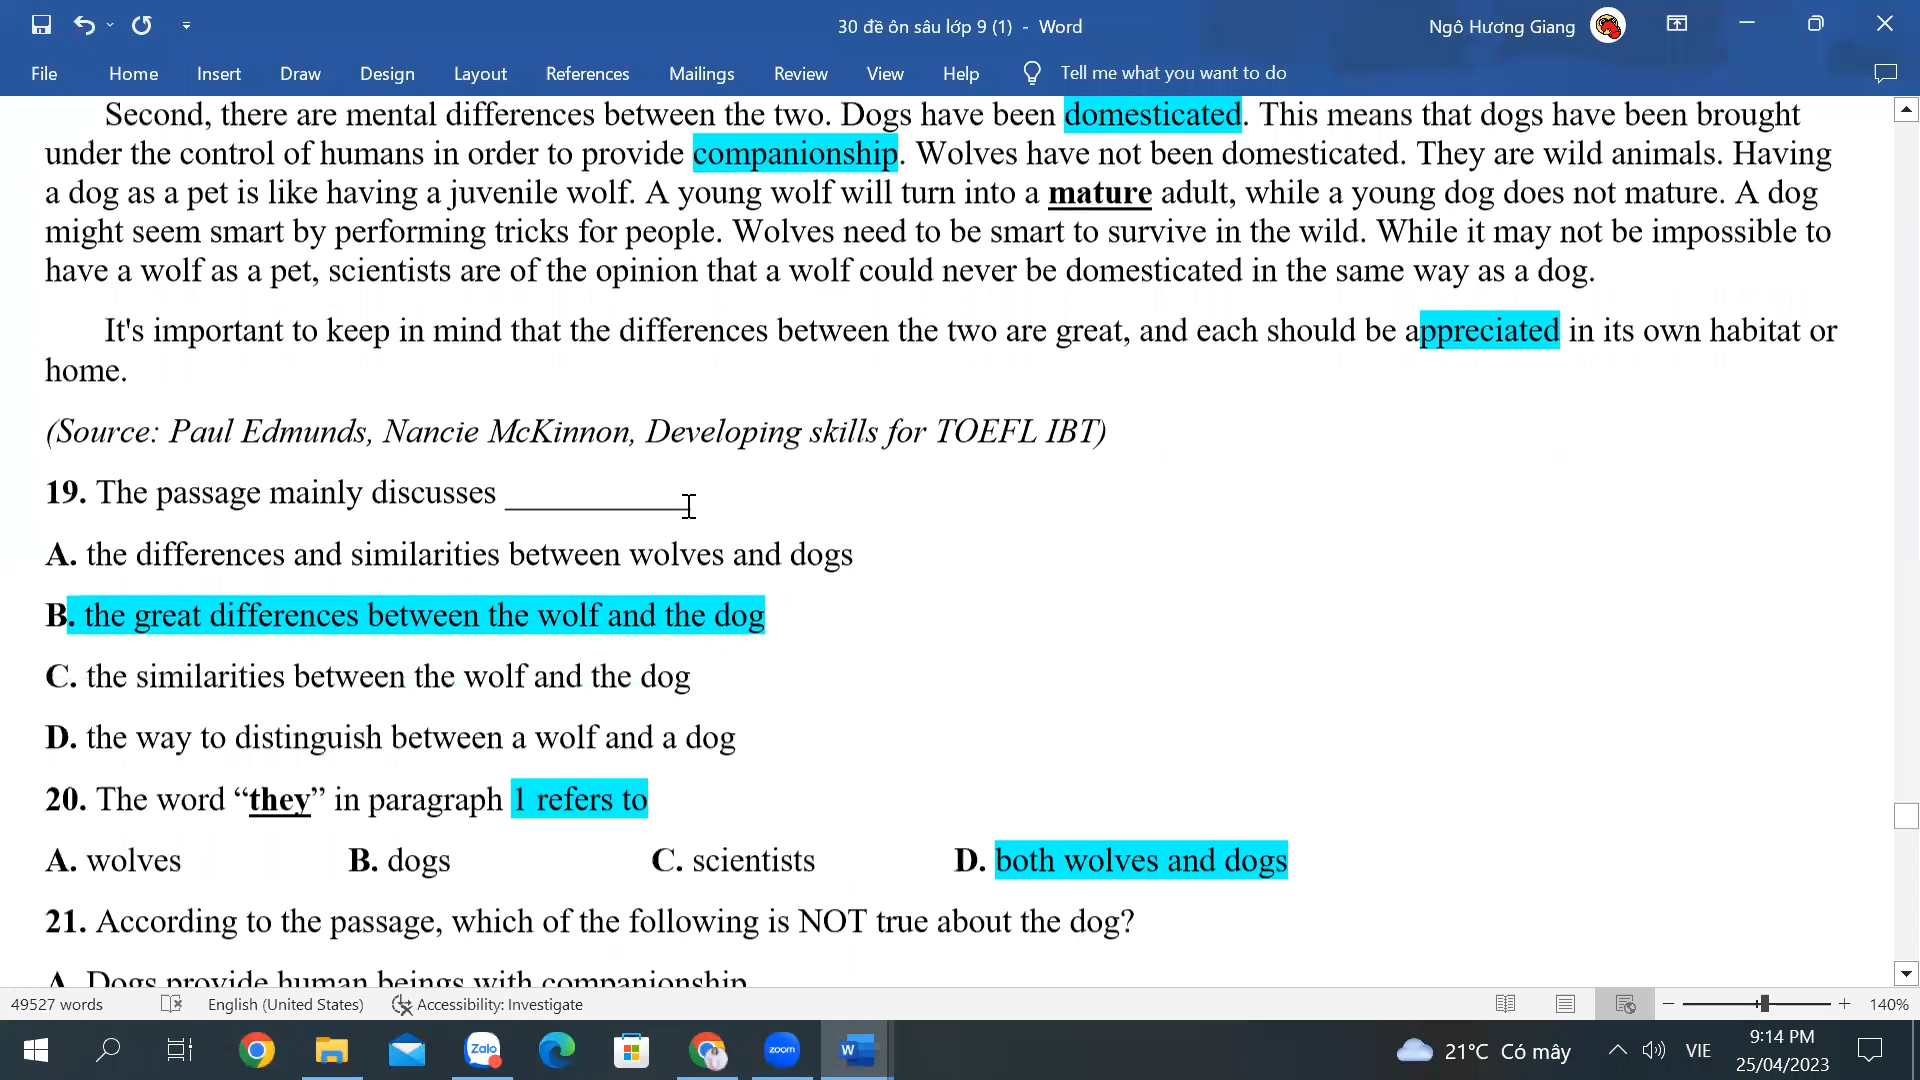 30 đề ôn sâu lớp 9 (1) - Word
Ngô Hương Giang
File Home Insert Draw Design Layout References Mailings Review View Help Tell me what you want to do
Second, there are mental differences between the two. Dogs have been domesticated. This means that dogs have been brought
under the control of humans in order to provide companionship. Wolves have not been domesticated. They are wild animals. Having
a dog as a pet is like having a juvenile wolf. A young wolf will turn into a mature adult, while a young dog does not mature. A dog
might seem smart by performing tricks for people. Wolves need to be smart to survive in the wild. While it may not be impossible to
have a wolf as a pet, scientists are of the opinion that a wolf could never be domesticated in the same way as a dog.
It's important to keep in mind that the differences between the two are great, and each should be appreciated in its own habitat or
home.
(Source: Paul Edmunds, Nancie McKinnon, Developing skills for TOEFL IBT)
19. The passage mainly discusses ___________
A. the differences and similarities between wolves and dogs
B. the great differences between the wolf and the dog
C. the similarities between the wolf and the dog
D. the way to distinguish between a wolf and a dog
20. The word “they” in paragraph 1 refers to
A. wolves B. dogs C. scientists D. both wolves and dogs
21. According to the passage, which of the following is NOT true about the dog?
A. Dogs provide human beings with companionship
49527 words English (United States) Accessibility: Investigate 140%
Zalo zoom W 21°C Có mây VIE 9:14 PM
25/04/2023